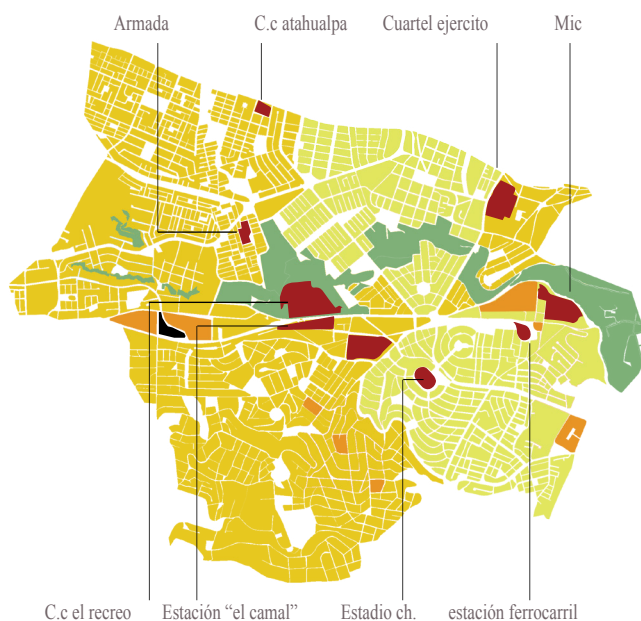 Armada
C.c atahualpa
Cuartel ejercito
Mic
C.c el recreo
Estación “el camal”
Estadio ch.
estación ferrocarril